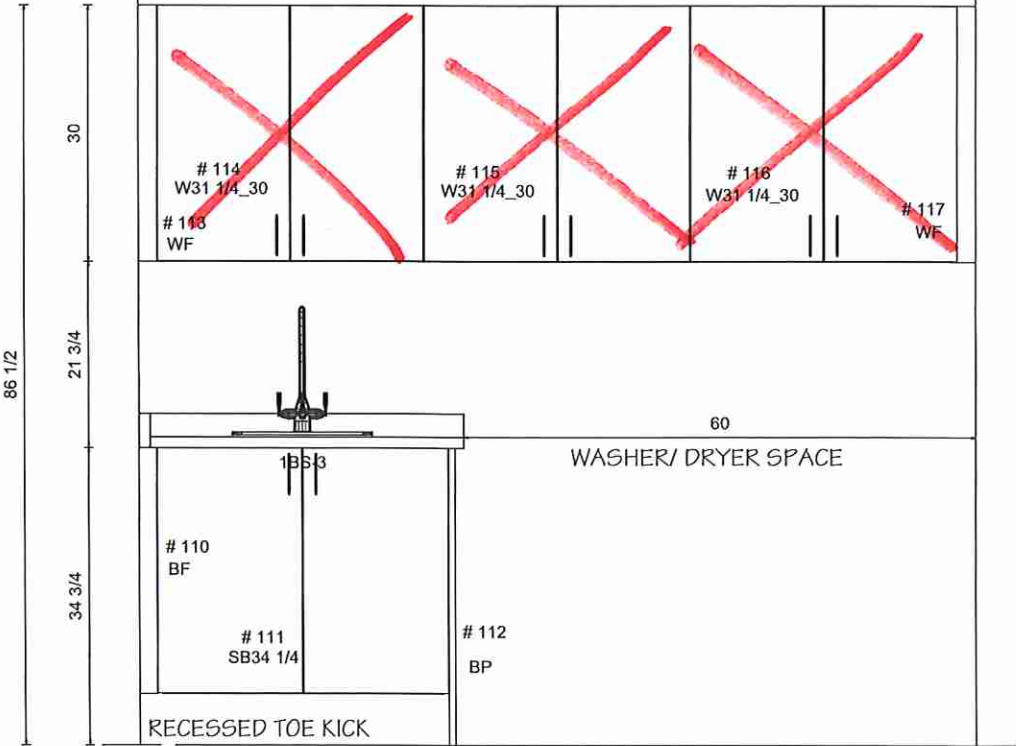 30
# 114
W31 1/4_30
# 113
WF
# 115
W31 1/4_30
# 116
W31 1/4_30
# 117
WF
86 1/2
21 3/4
60
WASHER/ DRYER SPACE
1BS-3
# 110
BF
34 3/4
# 111
SB34 1/4
# 112
BP
RECESSED TOE KICK